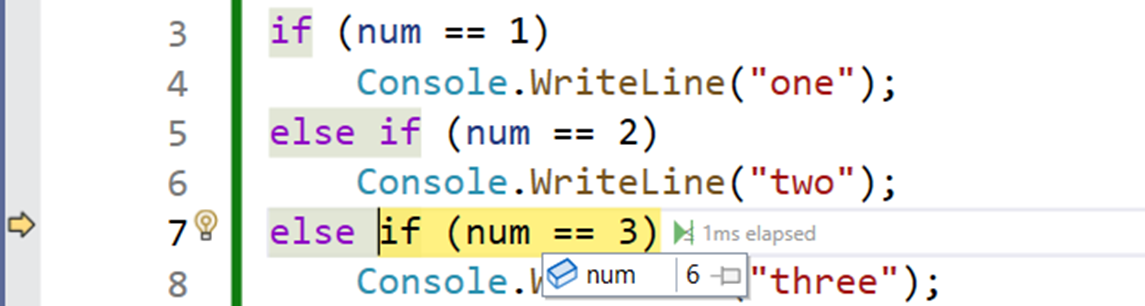 3 if (num == 1)
4 Console.WriteLine("one");
5 else if (num == 2)
6 Console.WriteLine("two");
7 else if (num == 3) 1ms elapsed
num 6
8 Console. "three");